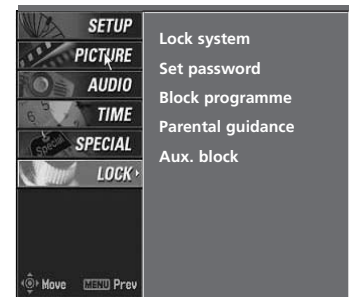 SETUP
PICTURE
AUDIO
TIME
SPECIAL
LOCK
Move MENU Prev
Lock system
Set password
Block programme
Parental guidance
Aux. block